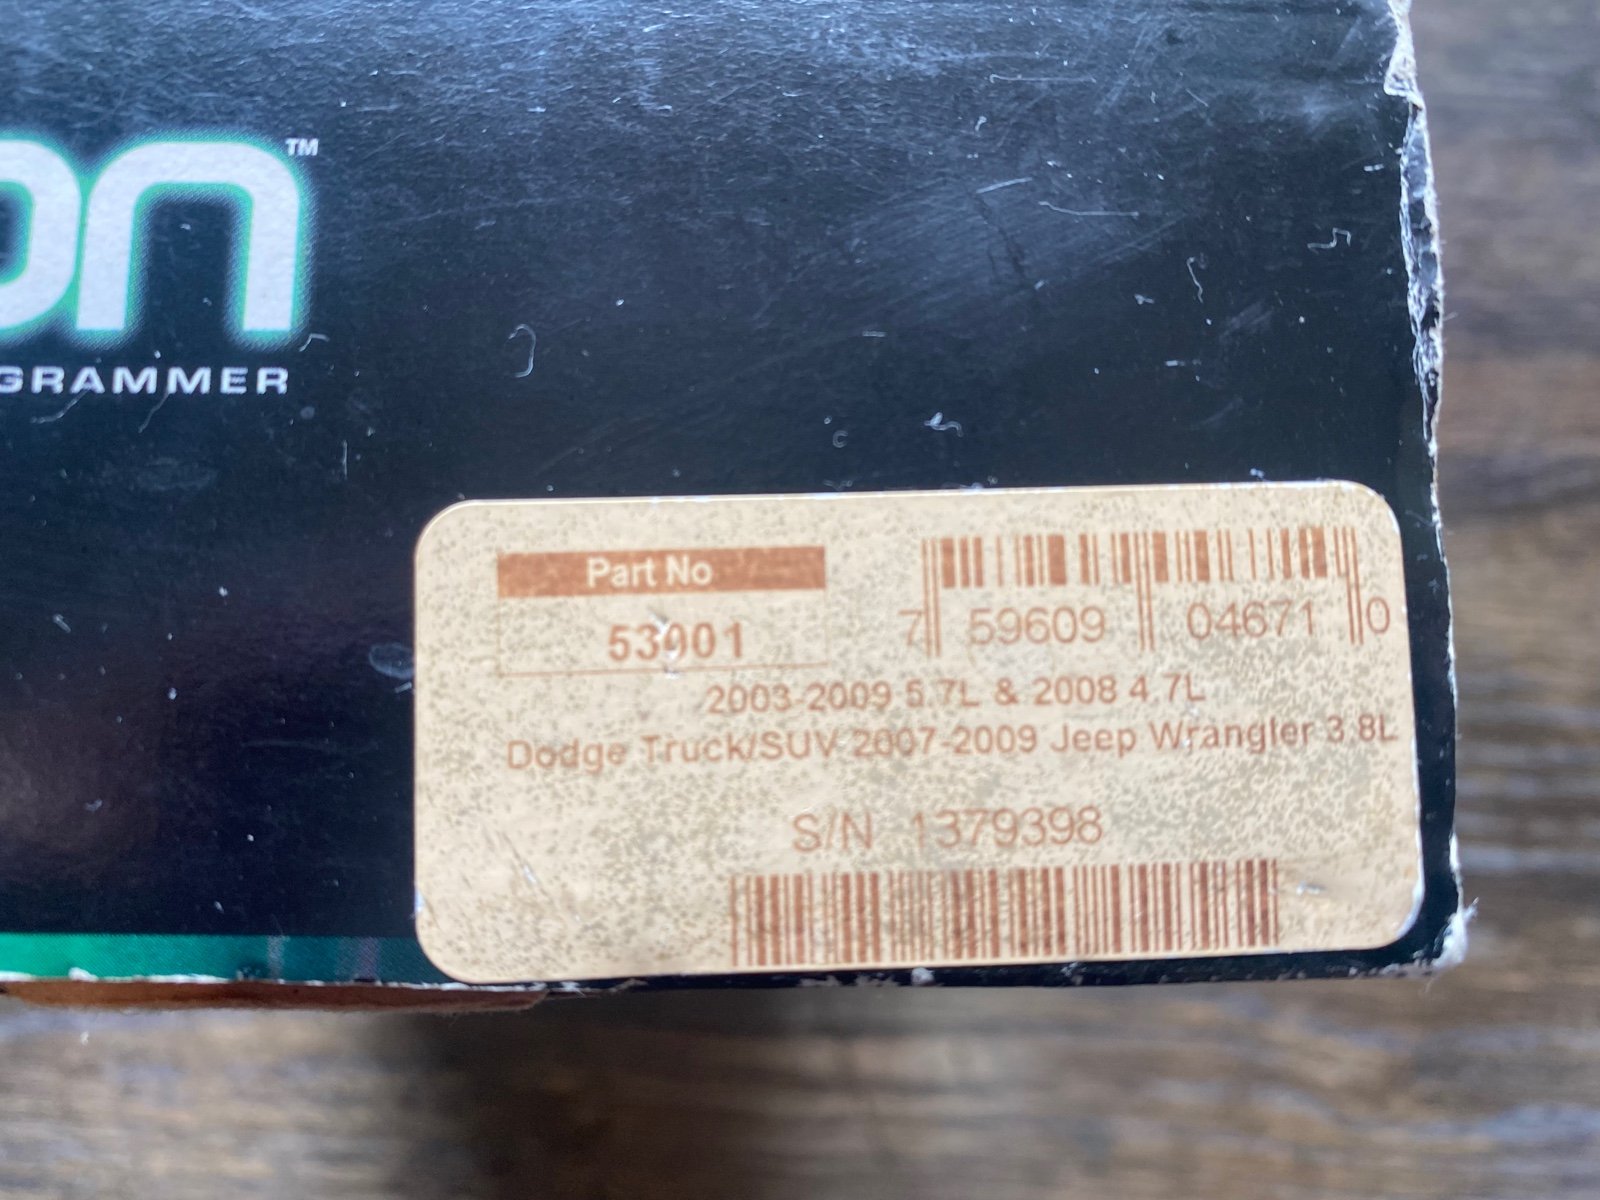 on™
GRAMMER
Part No
53001
7 59609 04671 0
2003-2009 5.7L & 2008 4.7L
Dodge Truck/SUV 2007-2009 Jeep Wrangler 3.8L
S/N 1379398